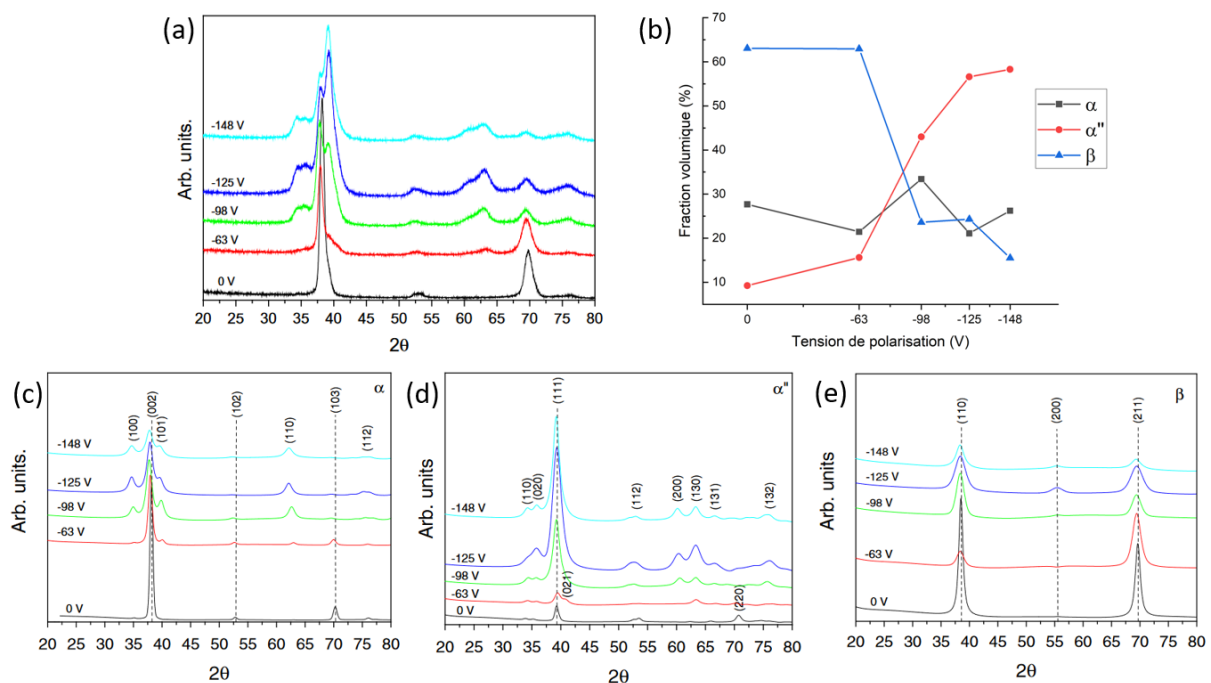 (a)
Arb. units.
-148 V
-125 V
-98 V
-63 V
0 V
20 25 30 35 40 45 50 55 60 65 70 75 80
2θ
(b)
Fraction volumique (%)
70
60
50
40
30
20
10
0 -63 -98 -125 -148
Tension de polarisation (V)
α
α"
β
(c)
α
Arb. units.
(100) (002) (101) (102) (110) (103) (112)
-148 V
-125 V
-98 V
-63 V
0 V
20 25 30 35 40 45 50 55 60 65 70 75 80
2θ
(d)
α"
Arb. units
(110) (020) (111) (021) (112) (200) (130) (131) (220) (132)
-148 V
-125 V
-98 V
-63 V
0 V
20 25 30 35 40 45 50 55 60 65 70 75 80
2θ
(e)
β
Arb. units.
(110) (200) (211)
-148 V
-125 V
-98 V
-63 V
0 V
20 25 30 35 40 45 50 55 60 65 70 75 80
2θ